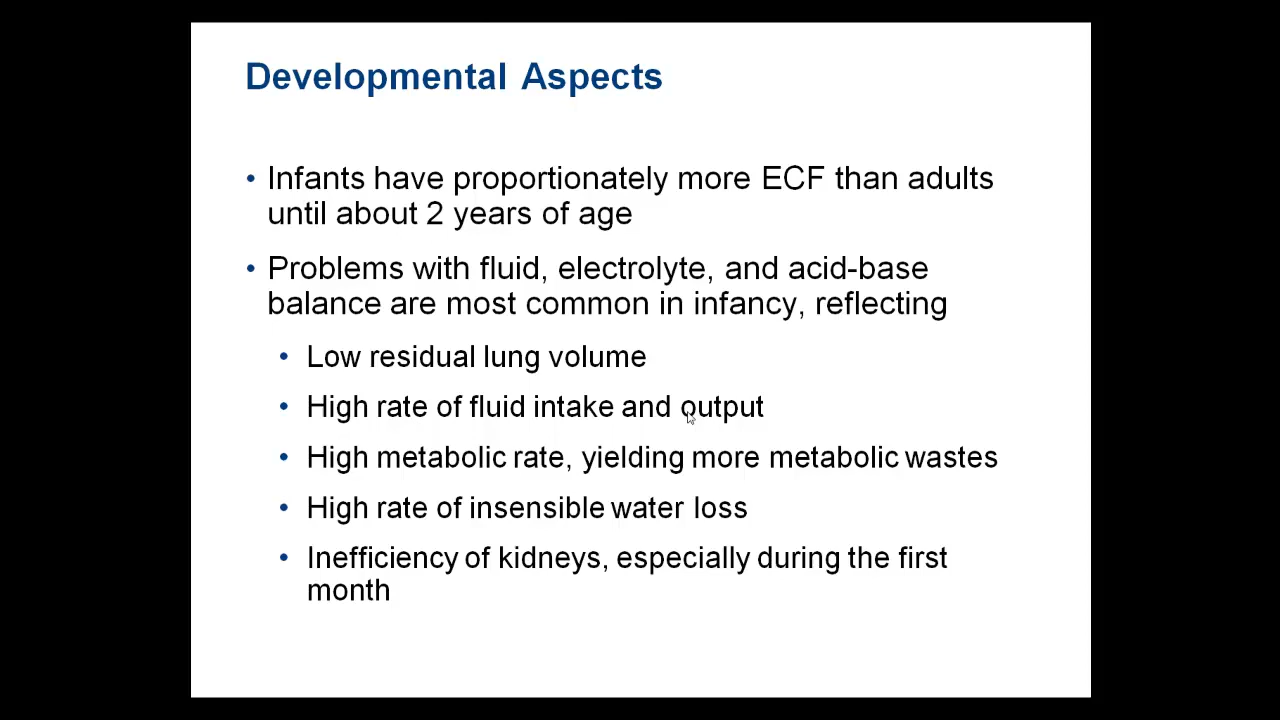 Developmental Aspects
• Infants have proportionately more ECF than adults
until about 2 years of age
• Problems with fluid, electrolyte, and acid-base
balance are most common in infancy, reflecting
• Low residual lung volume
• High rate of fluid intake and output
• High metabolic rate, yielding more metabolic wastes
• High rate of insensible water loss
• Inefficiency of kidneys, especially during the first
month